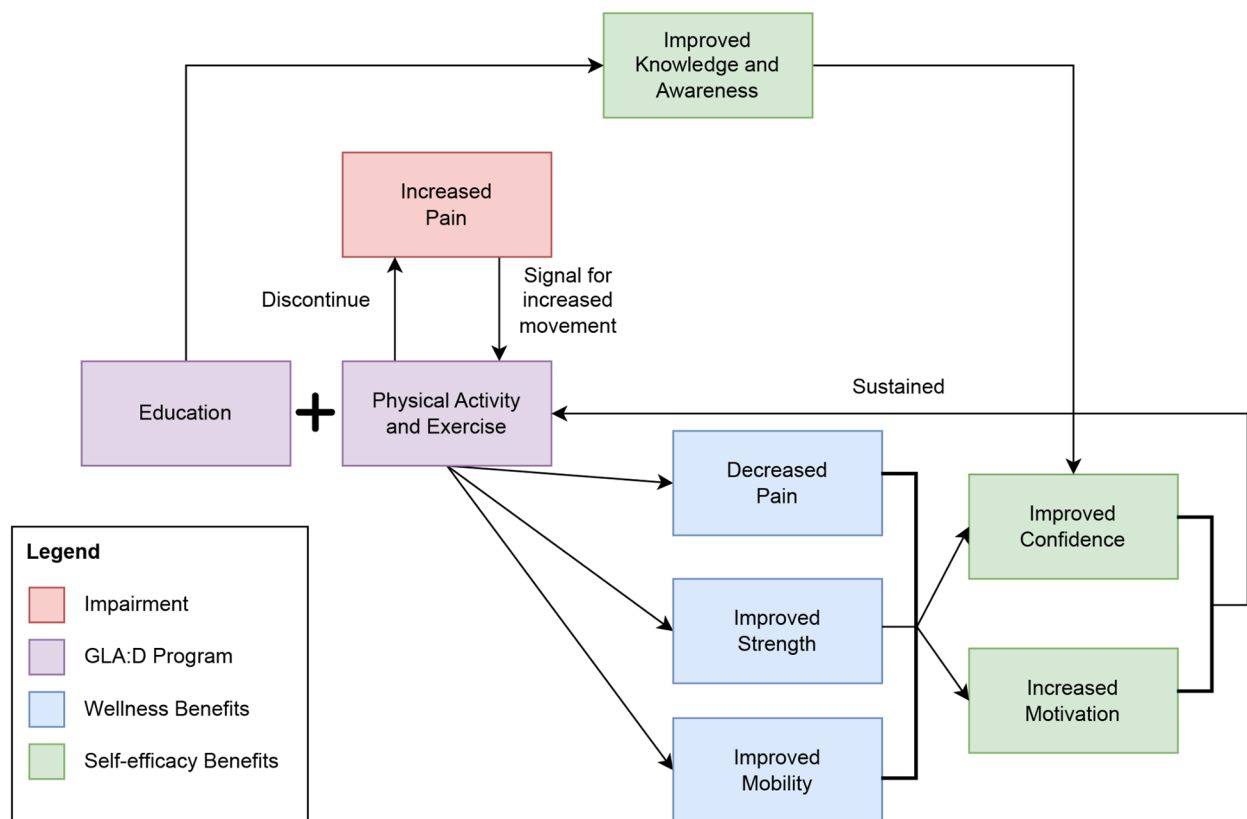 Improved
Knowledge and
Awareness
Increased
Pain
Discontinue
Signal for
increased
movement
Education
+
Physical Activity
and Exercise
Sustained
Decreased
Pain
Improved
Confidence
Improved
Strength
Increased
Motivation
Improved
Mobility
Legend
Impairment
GLA:D Program
Wellness Benefits
Self-efficacy Benefits